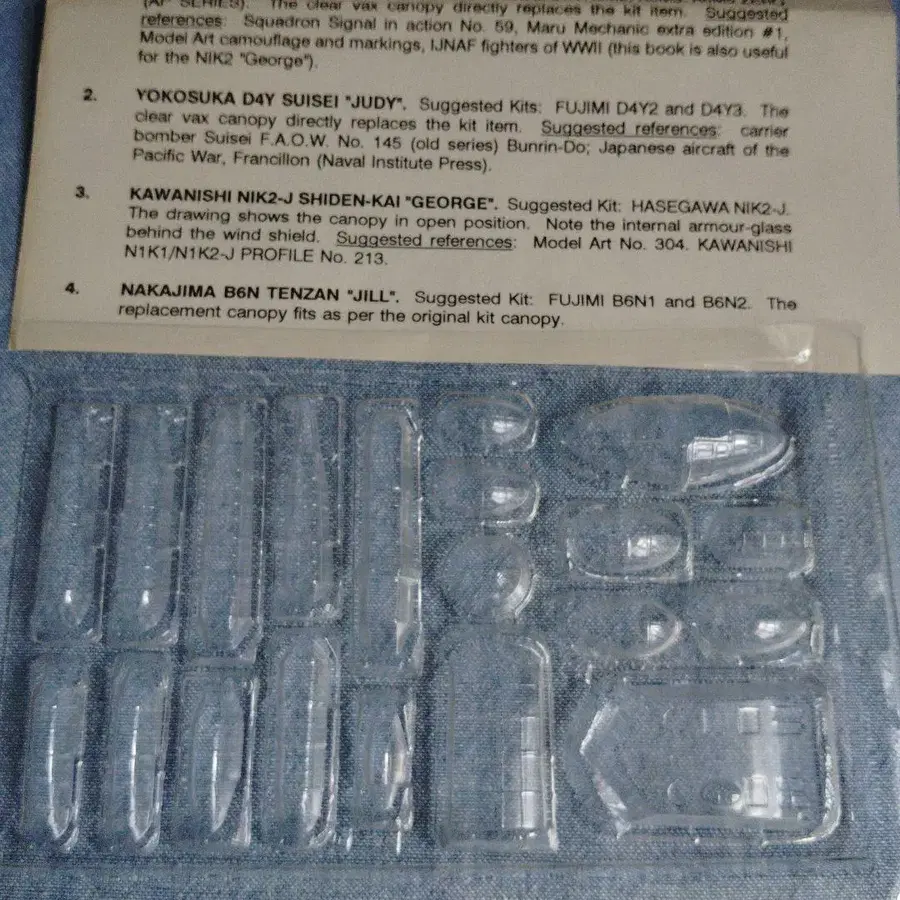 (AP SERIES). The clear vax canopy directly replaces the kit item. Suggested
references: Squadron Signal in action No. 59, Maru Mechanic extra edition #1,
Model Art camouflage and markings, IJNAF fighters of WWII (this book is also useful
for the NIK2 "George").
2. YOKOSUKA D4Y SUISEI "JUDY". Suggested Kits: FUJIMI D4Y2 and D4Y3. The
clear vax canopy directly replaces the kit item. Suggested references: carrier
bomber Suisei F.A.O.W. No. 145 (old series) Bunrin-Do; Japanese aircraft of the
Pacific War, Francillon (Naval Institute Press).
3. KAWANISHI NIK2-J SHIDEN-KAI "GEORGE". Suggested Kit: HASEGAWA NIK2-J.
The drawing shows the canopy in open position. Note the internal armour-glass
behind the wind shield. Suggested references: Model Art No. 304. KAWANISHI
N1K1/N1K2-J PROFILE No. 213.
4. NAKAJIMA B6N TENZAN "JILL". Suggested Kit: FUJIMI B6N1 and B6N2. The
replacement canopy fits as per the original kit canopy.